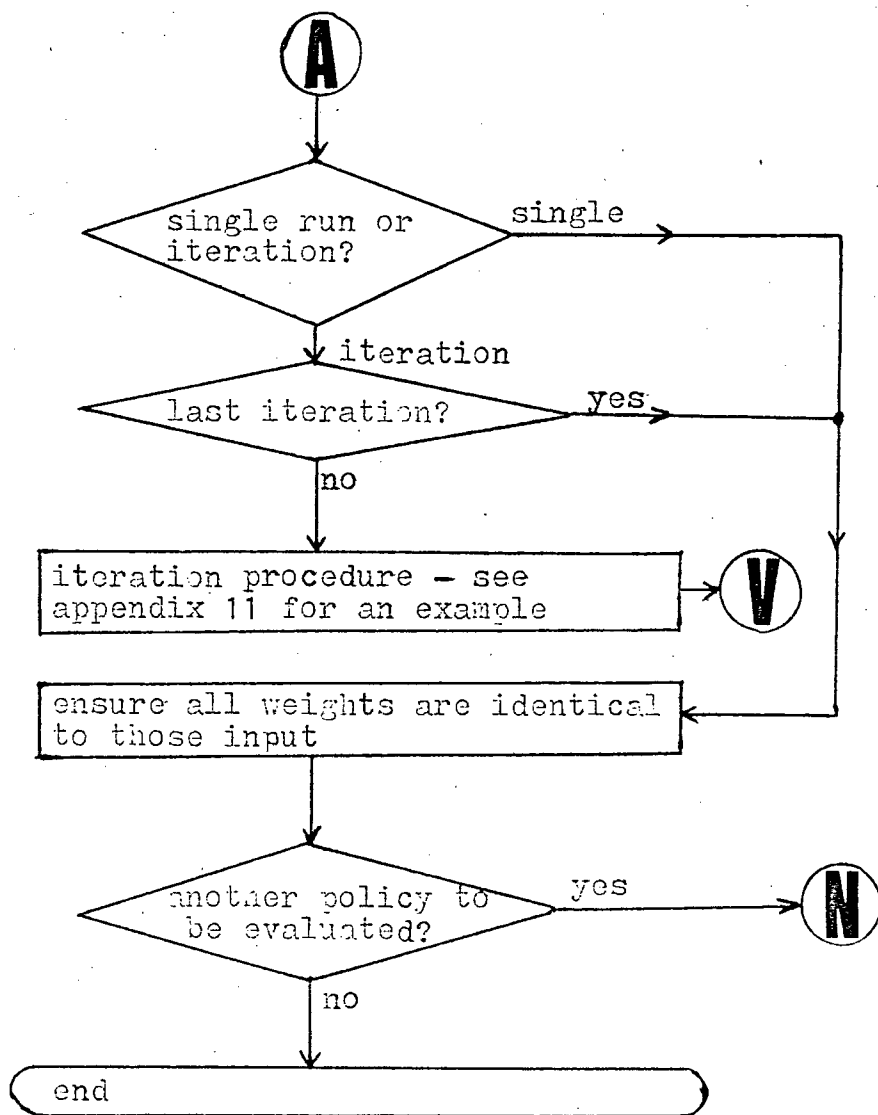 A
single run or
iteration?
single
iteration
last iteration?
yes
no
iteration procedure – see
appendix 11 for an example
V
ensure all weights are identical
to those input
another policy to
be evaluated?
yes
N
no
end